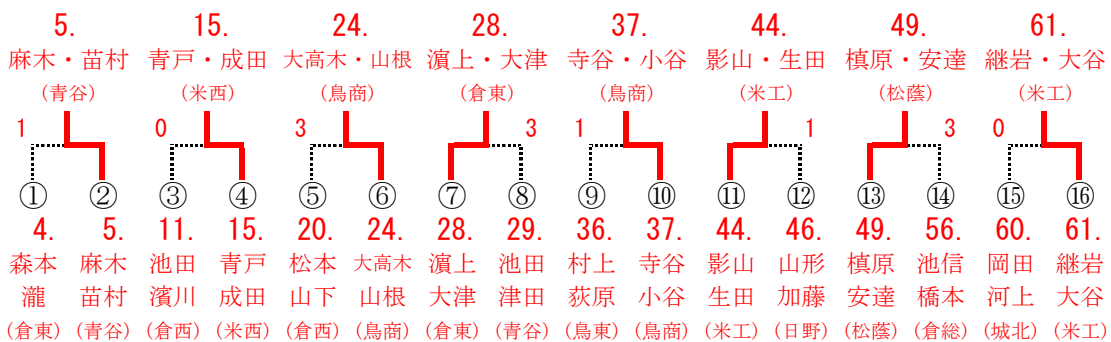 5. 15. 24. 28. 37. 44. 49. 61.
麻木・苗村 青戸・成田 大高木・山根 濵上・大津 寺谷・小谷 影山・生田 槙原・安達 継岩・大谷
(青谷) (米西) (鳥商) (倉東) (鳥商) (米工) (松蔭) (米工)
1 0 3 3 1 1 3 0
① ② ③ ④ ⑤ ⑥ ⑦ ⑧ ⑨ ⑩ ⑪ ⑫ ⑬ ⑭ ⑮ ⑯
4. 5. 11. 15. 20. 24. 28. 29. 36. 37. 44. 46. 49. 56. 60. 61.
森本 麻木 池田 青戸 松本 大高木 濵上 池田 村上 寺谷 影山 山形 槙原 池信 岡田 継岩
瀧 苗村 濱川 成田 山下 山根 大津 津田 荻原 小谷 生田 加藤 安達 橋本 河上 大谷
(倉東) (青谷) (倉西) (米西) (倉西) (鳥商) (倉東) (青谷) (鳥東) (鳥商) (米工) (日野) (松蔭) (倉総) (城北) (米工)